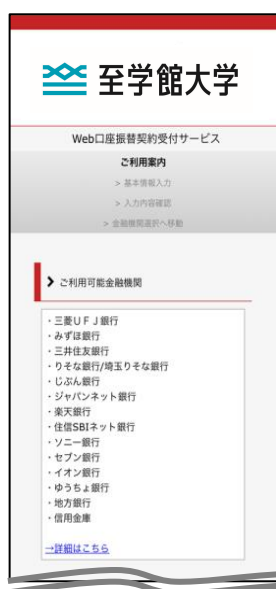 至学館大学
Web口座振替契約受付サービス
ご利用案内
> 基本情報入力
> 入力内容確認
> 金融機関選択へ移動
ご利用可能金融機関
・三菱ＵＦＪ銀行
・みずほ銀行
・三井住友銀行
・りそな銀行/埼玉りそな銀行
・じぶん銀行
・ジャパンネット銀行
・楽天銀行
・住信SBIネット銀行
・ソニー銀行
・セブン銀行
・イオン銀行
・ゆうちょ銀行
・地方銀行
・信用金庫
→詳細はこちら